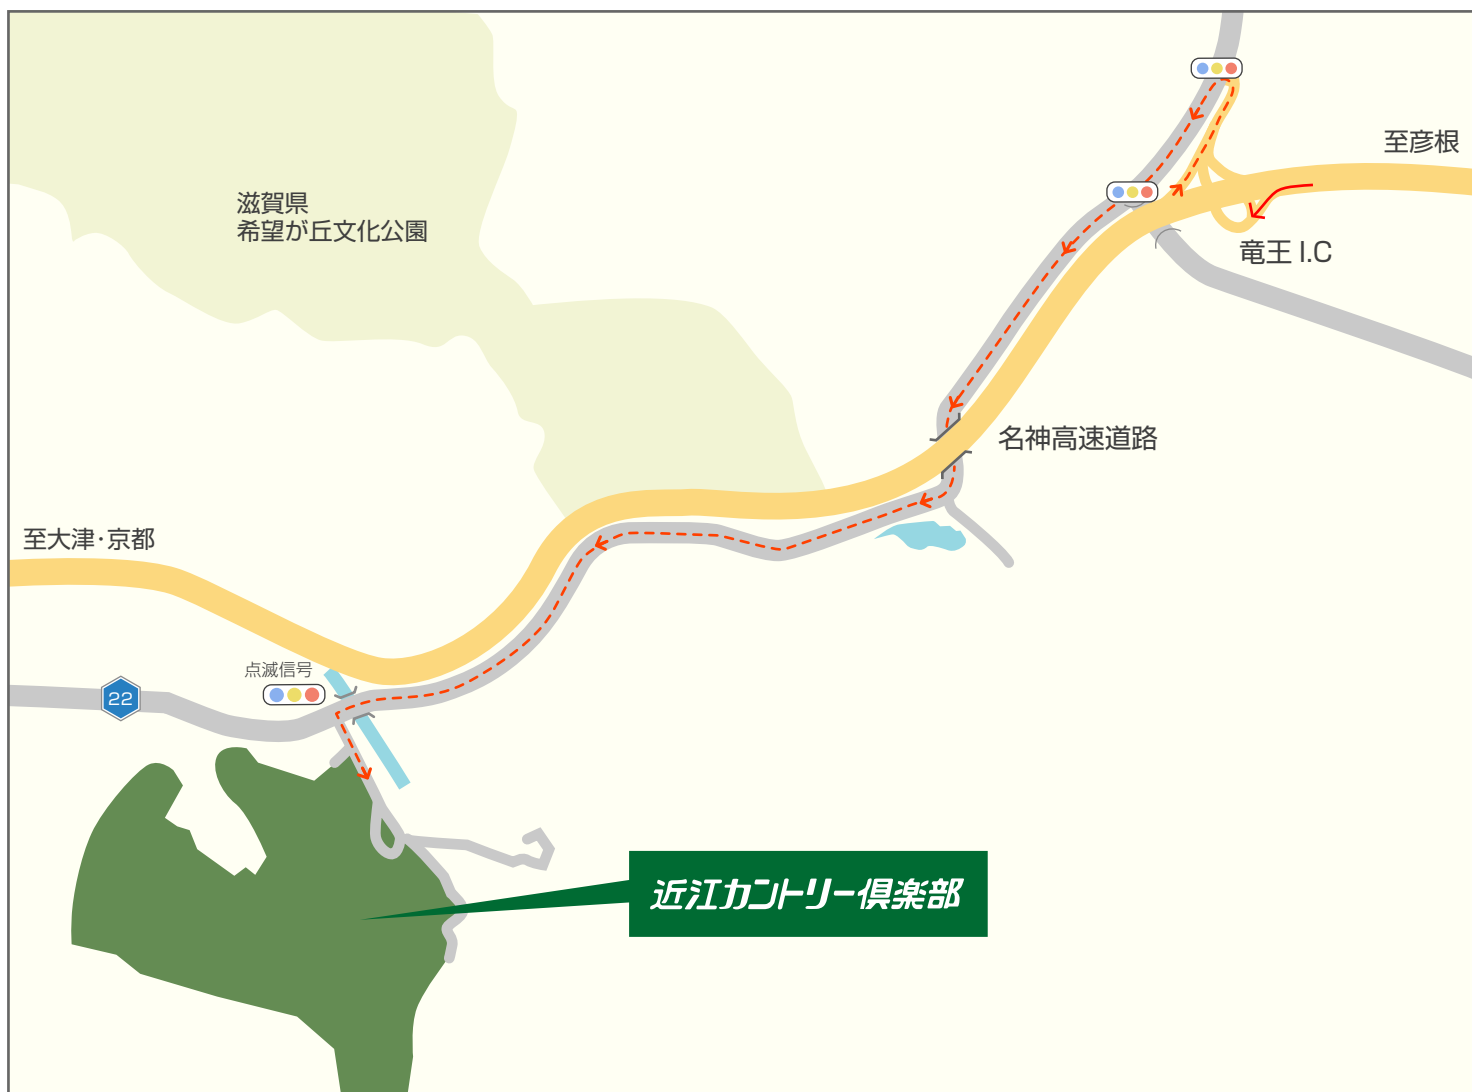 至彦根
滋賀県
希望が丘文化公園
竜王 I.C
名神高速道路
至大津・京都
点滅信号
22
近江カントリー倶楽部